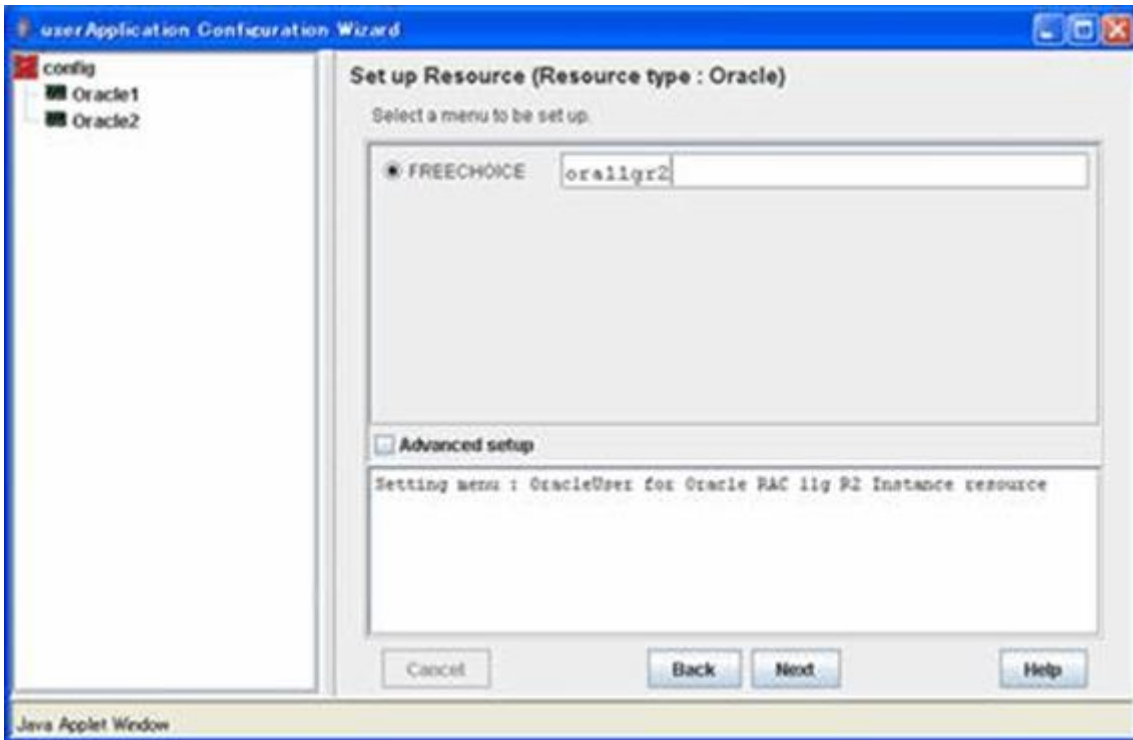 userApplication Configuration Wizard
config
Oracle1
Oracle2
Set up Resource (Resource type : Oracle)
Select a menu to be set up.
FREECHOICE
ora11gr2
Advanced setup
Setting menu : OracleUser for Oracle RAC 11g R2 Instance resource
Cancel
Back
Next
Help
Java Applet Window